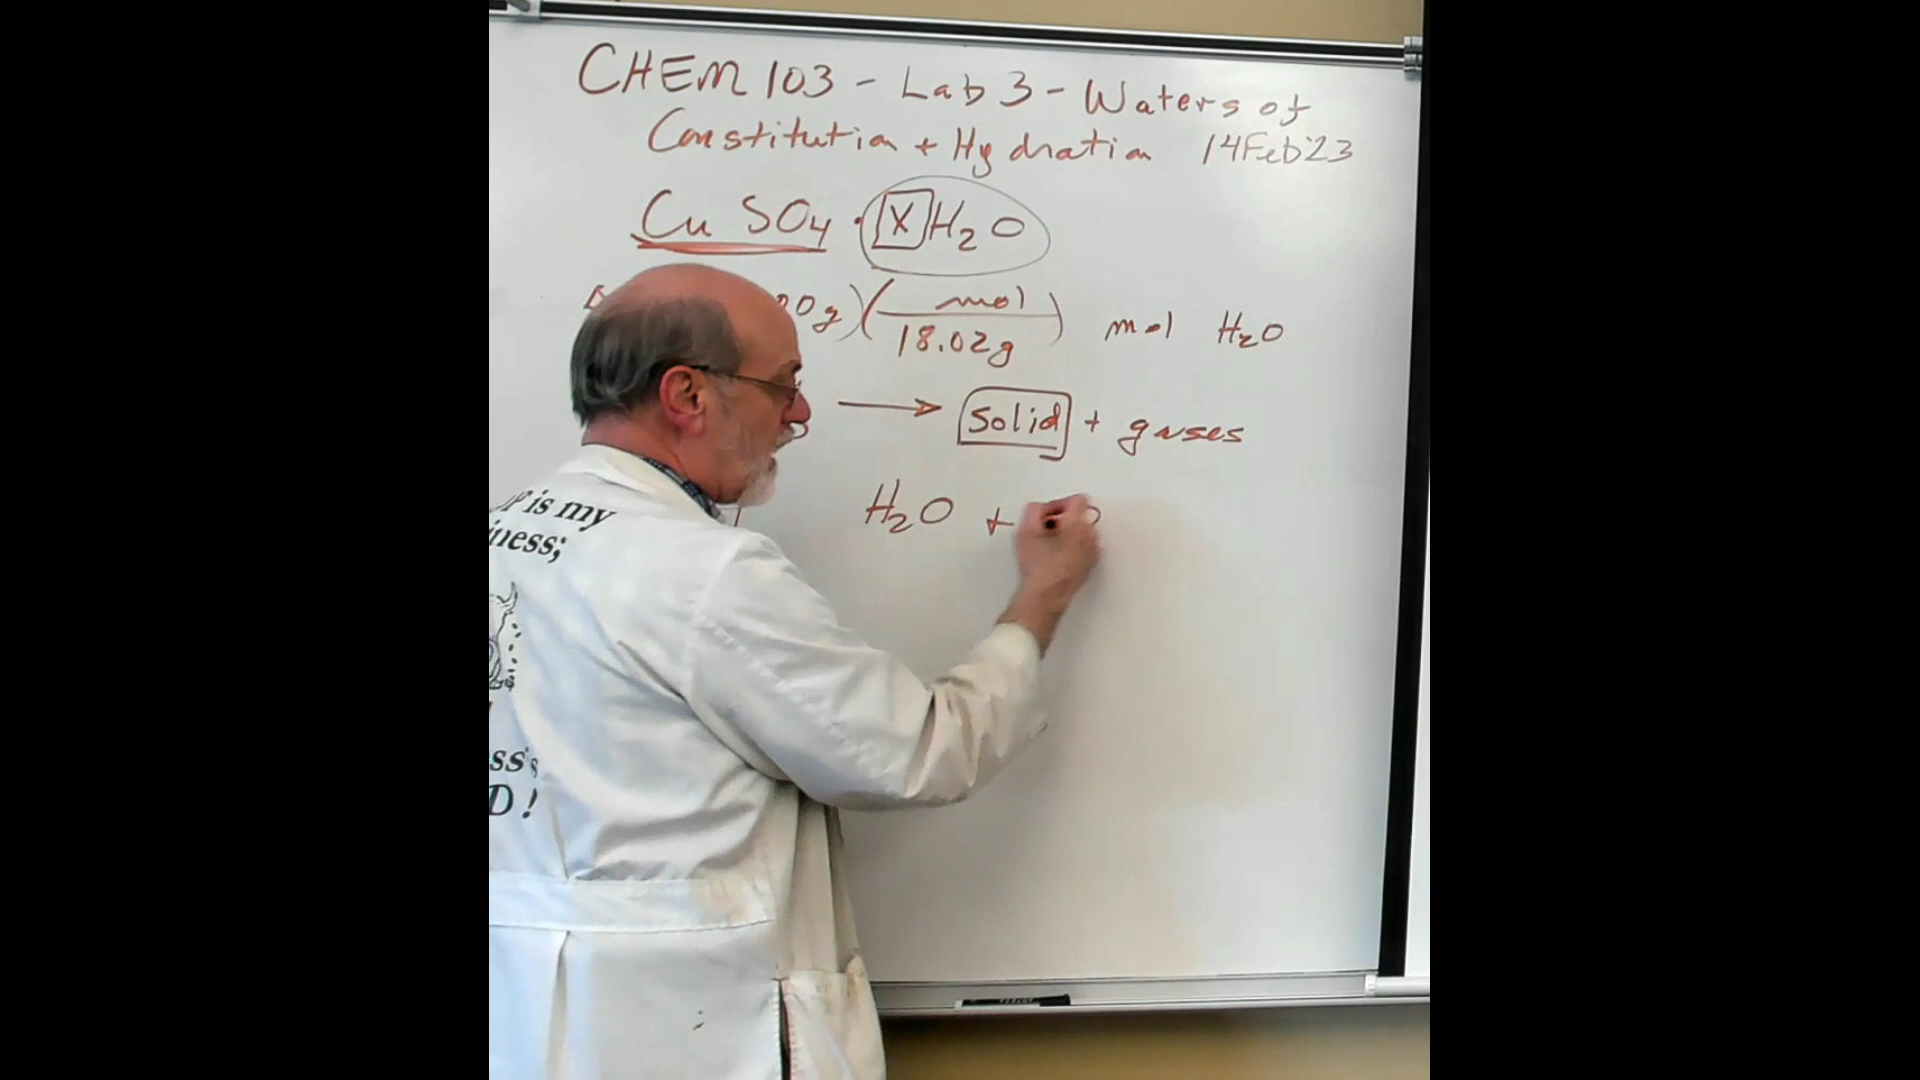 CHEM 103 - Lab 3 - Waters of
Constitution + Hydration 14Feb'23
CuSO4 · X H2O
00g) (mol / 18.02g) mol H2O
→ Solid + gases
H2O +
is my
iness;
ss's
D!